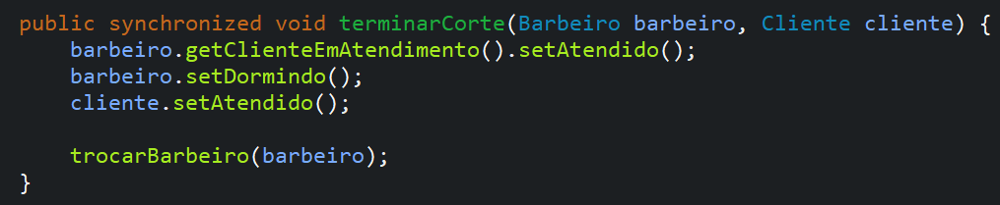 public synchronized void terminarCorte(Barbeiro barbeiro, Cliente cliente) {
    barbeiro.getClienteEmAtendimento().setAtendido();
    barbeiro.setDormindo();
    cliente.setAtendido();

    trocarBarbeiro(barbeiro);
}